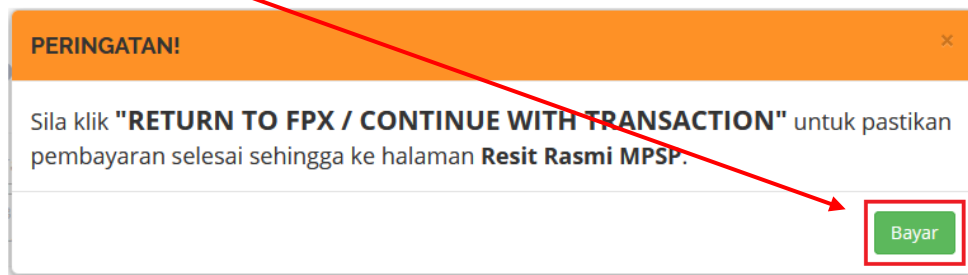 PERINGATAN!
×
Sila klik "RETURN TO FPX / CONTINUE WITH TRANSACTION" untuk pastikan
pembayaran selesai sehingga ke halaman Resit Rasmi MPSP.
Bayar